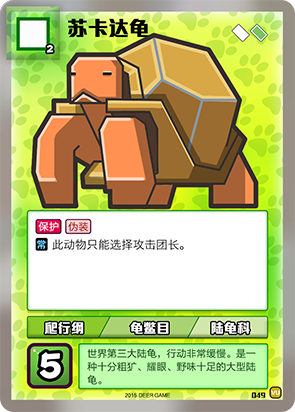 苏卡达龟
2
保护 伪装
常 此动物只能选择攻击团长。
爬行纲 龟鳖目 陆龟科
5
世界第三大陆龟，行动非常缓慢。是一
种十分粗犷、耀眼、野味十足的大型陆
龟。
2015 DEER GAME
049 VU